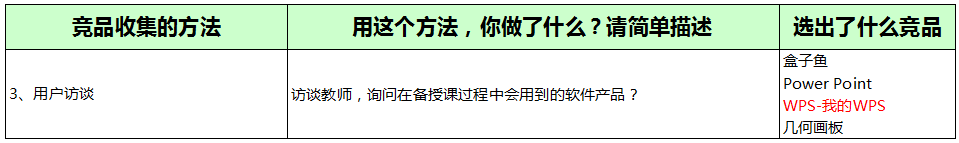 竞品收集的方法
用这个方法，你做了什么？请简单描述
选出了什么竞品
3、用户访谈
访谈教师，询问在备授课过程中会用到的软件产品？
盒子鱼
Power Point
WPS-我的WPS
几何画板